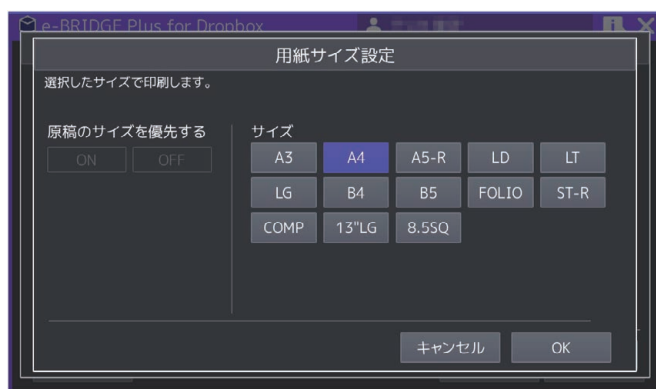 e-BRIDGE Plus for Dropbox
用紙サイズ設定
選択したサイズで印刷します。
原稿のサイズを優先する
ON OFF
サイズ
A3 A4 A5-R LD LT
LG B4 B5 FOLIO ST-R
COMP 13"LG 8.5SQ
キャンセル OK